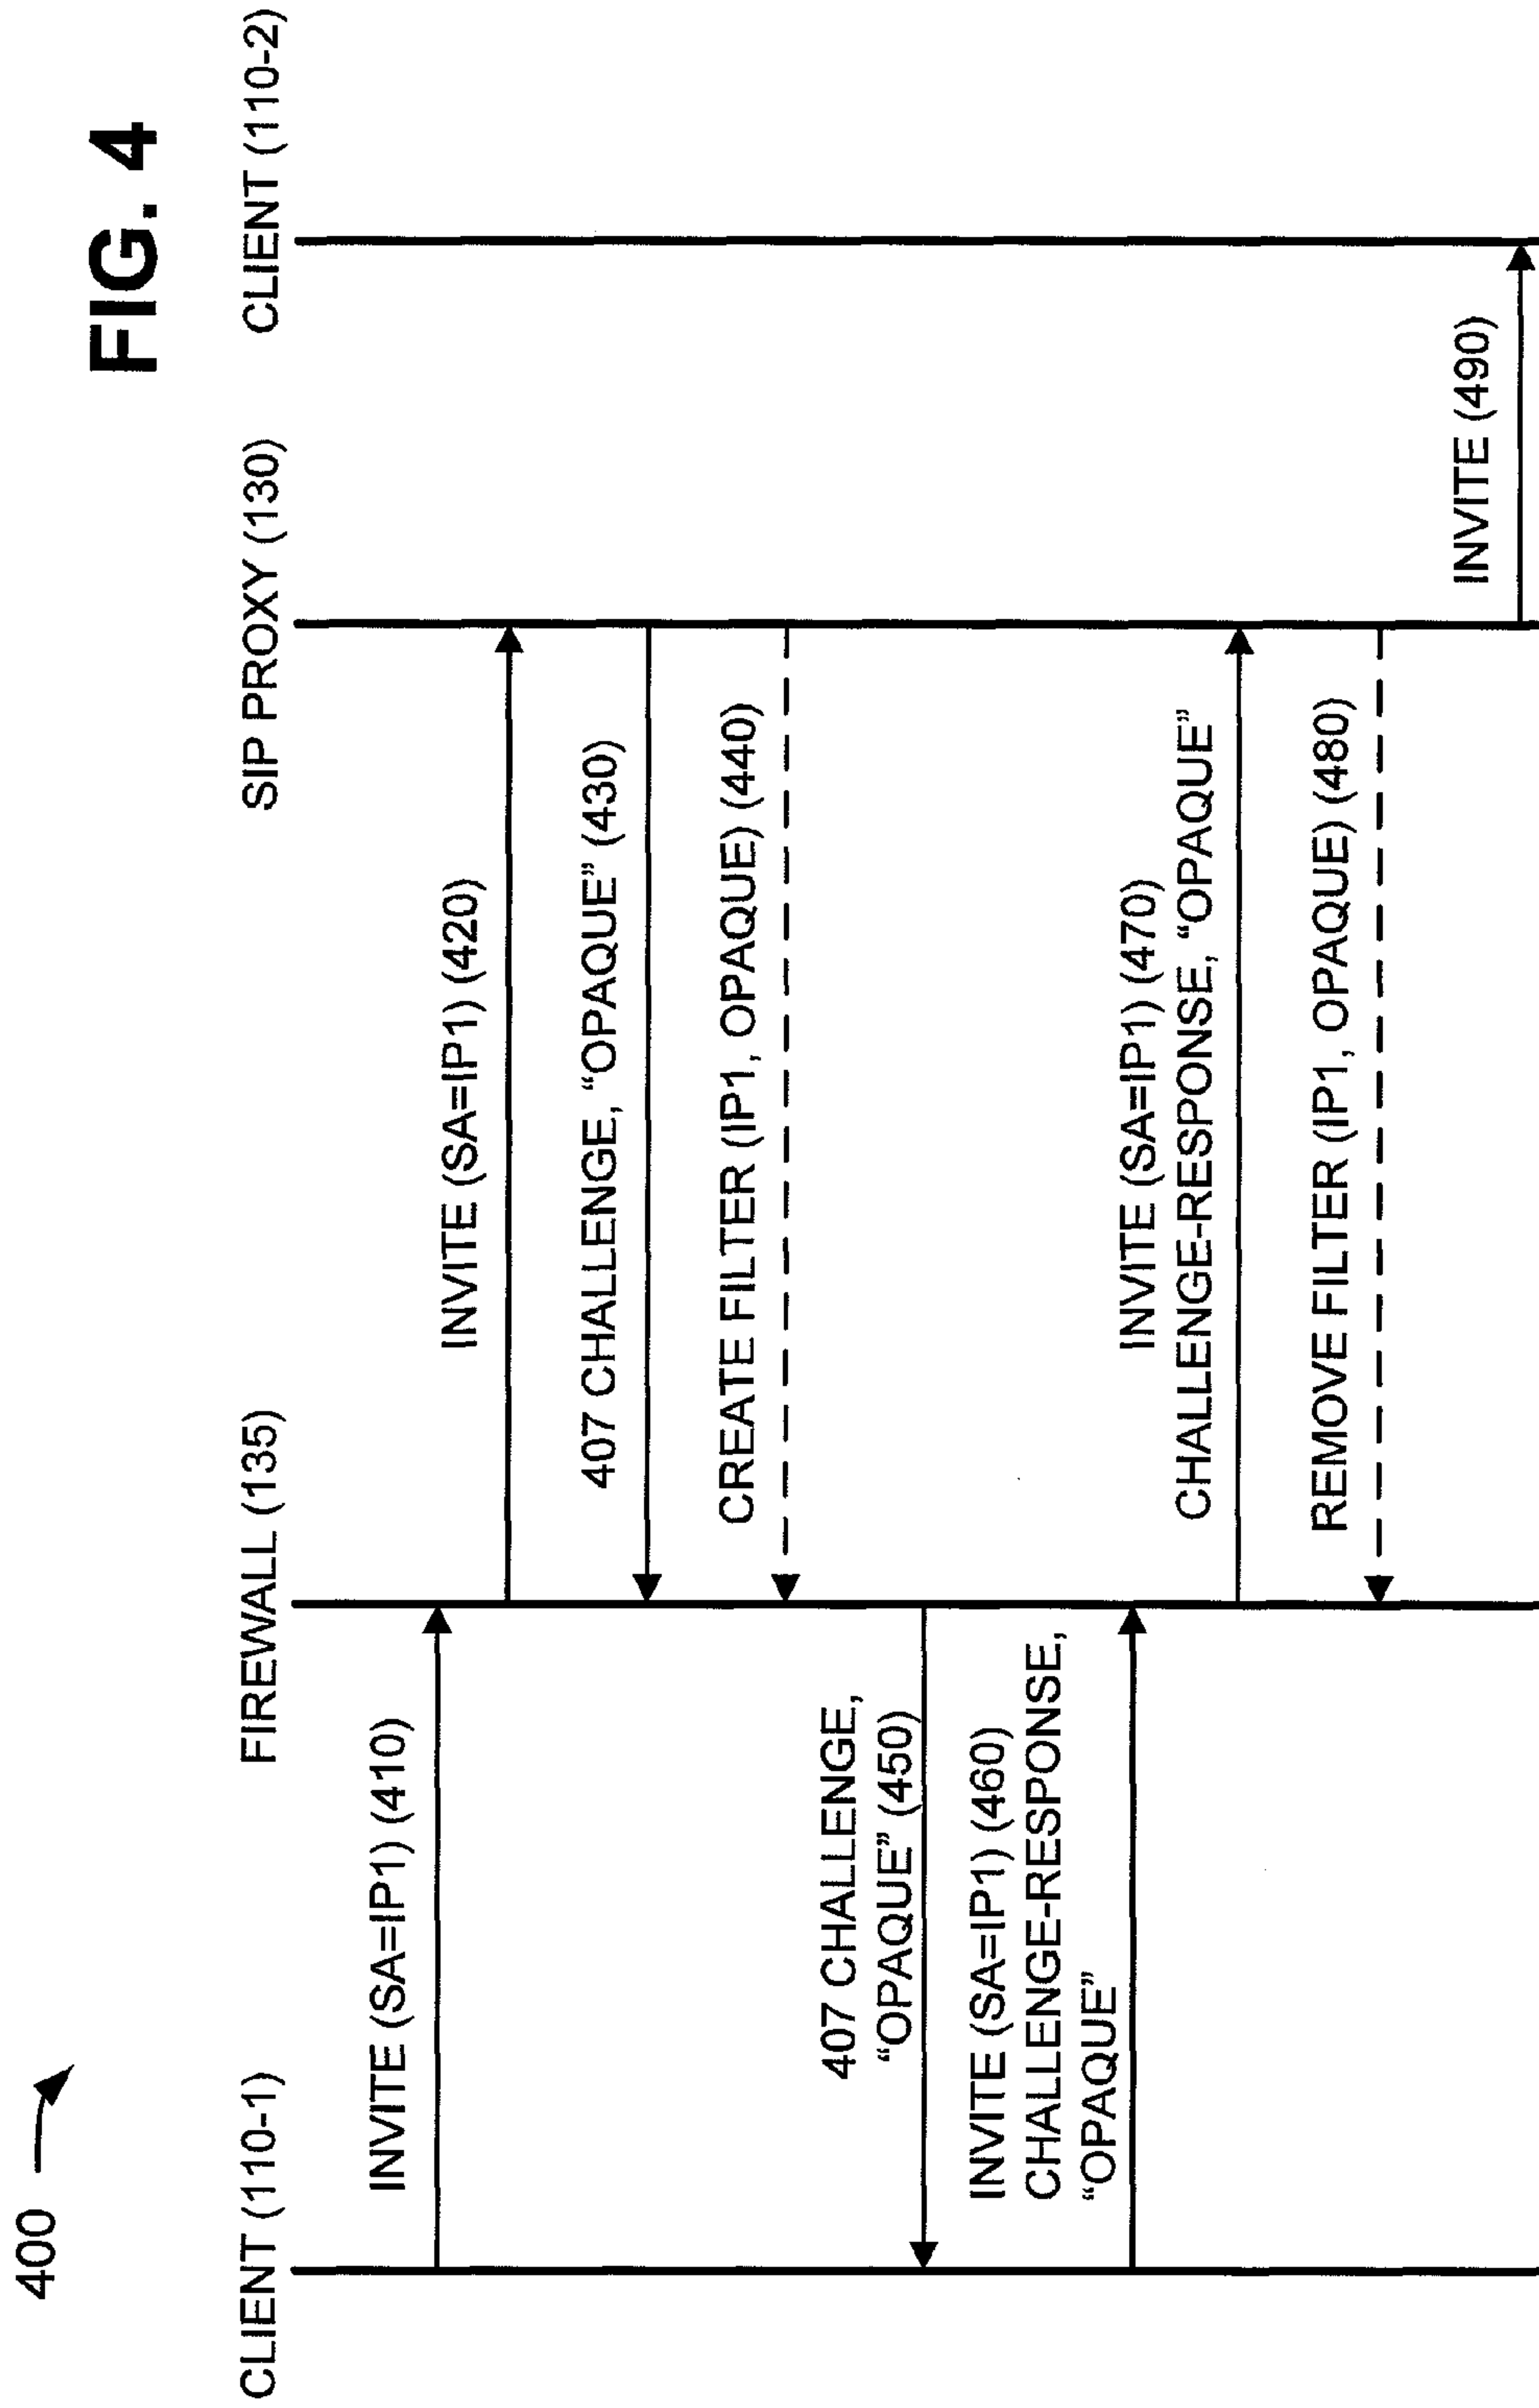 400
FIG. 4
CLIENT (110-1)
FIREWALL (135)
SIP PROXY (130)
CLIENT (110-2)
INVITE (SA=IP1) (410)
INVITE (SA=IP1) (420)
407 CHALLENGE, “OPAQUE” (430)
CREATE FILTER (IP1, OPAQUE) (440)
407 CHALLENGE,
“OPAQUE” (450)
INVITE (SA=IP1) (460)
CHALLENGE-RESPONSE,
“OPAQUE”
INVITE (SA=IP1) (470)
CHALLENGE-RESPONSE, “OPAQUE”
REMOVE FILTER (IP1, OPAQUE) (480)
INVITE (490)